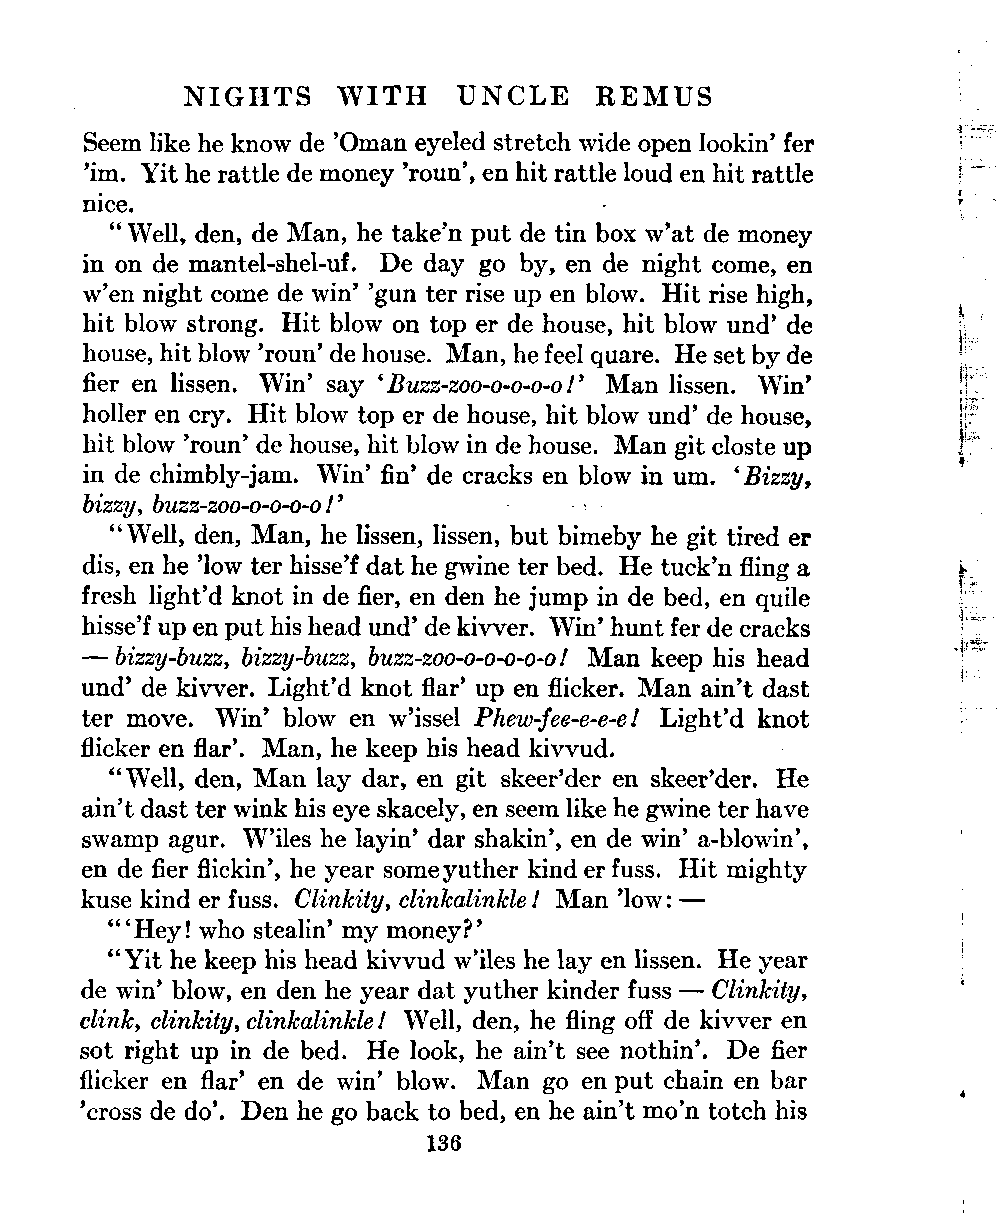 NIGHTS WITH UNCLE REMUS
Seem like he know de ’Oman eyeled stretch wide open lookin’ fer
’im. Yit he rattle de money ’roun’, en hit rattle loud en hit rattle
nice.
“Well, den, de Man, he take’n put de tin box w’at de money
in on de mantel-shel-uf. De day go by, en de night come, en
w’en night come de win’ ’gun ter rise up en blow. Hit rise high,
hit blow strong. Hit blow on top er de house, hit blow und’ de
house, hit blow ’roun’ de house. Man, he feel quare. He set by de
fier en lissen. Win’ say ‘Buzz-zoo-o-o-o-o!’ Man lissen. Win’
holler en cry. Hit blow top er de house, hit blow und’ de house,
hit blow ’roun’ de house, hit blow in de house. Man git closte up
in de chimbly-jam. Win’ fin’ de cracks en blow in um. ‘Bizzy,
bizzy, buzz-zoo-o-o-o-o!’
“Well, den, Man, he lissen, lissen, but bimeby he git tired er
dis, en he ’low ter hisse’f dat he gwine ter bed. He tuck’n fling a
fresh light’d knot in de fier, en den he jump in de bed, en quile
hisse’f up en put his head und’ de kivver. Win’ hunt fer de cracks
— bizzy-buzz, bizzy-buzz, buzz-zoo-o-o-o-o-o! Man keep his head
und’ de kivver. Light’d knot flar’ up en flicker. Man ain’t dast
ter move. Win’ blow en w’issel Phew-fee-e-e-e! Light’d knot
flicker en flar’. Man, he keep his head kivvud.
“Well, den, Man lay dar, en git skeer’der en skeer’der. He
ain’t dast ter wink his eye skacely, en seem like he gwine ter have
swamp agur. W’iles he layin’ dar shakin’, en de win’ a-blowin’,
en de fier flickin’, he year some yuther kind er fuss. Hit mighty
kuse kind er fuss. Clinkity, clinkalinkle! Man ’low: —
“‘Hey! who stealin’ my money?’
“Yit he keep his head kivvud w’iles he lay en lissen. He year
de win’ blow, en den he year dat yuther kinder fuss — Clinkity,
clink, clinkity, clinkalinkle! Well, den, he fling off de kivver en
sot right up in de bed. He look, he ain’t see nothin’. De fier
flicker en flar’ en de win’ blow. Man go en put chain en bar
’cross de do’. Den he go back to bed, en he ain’t mo’n totch his
136